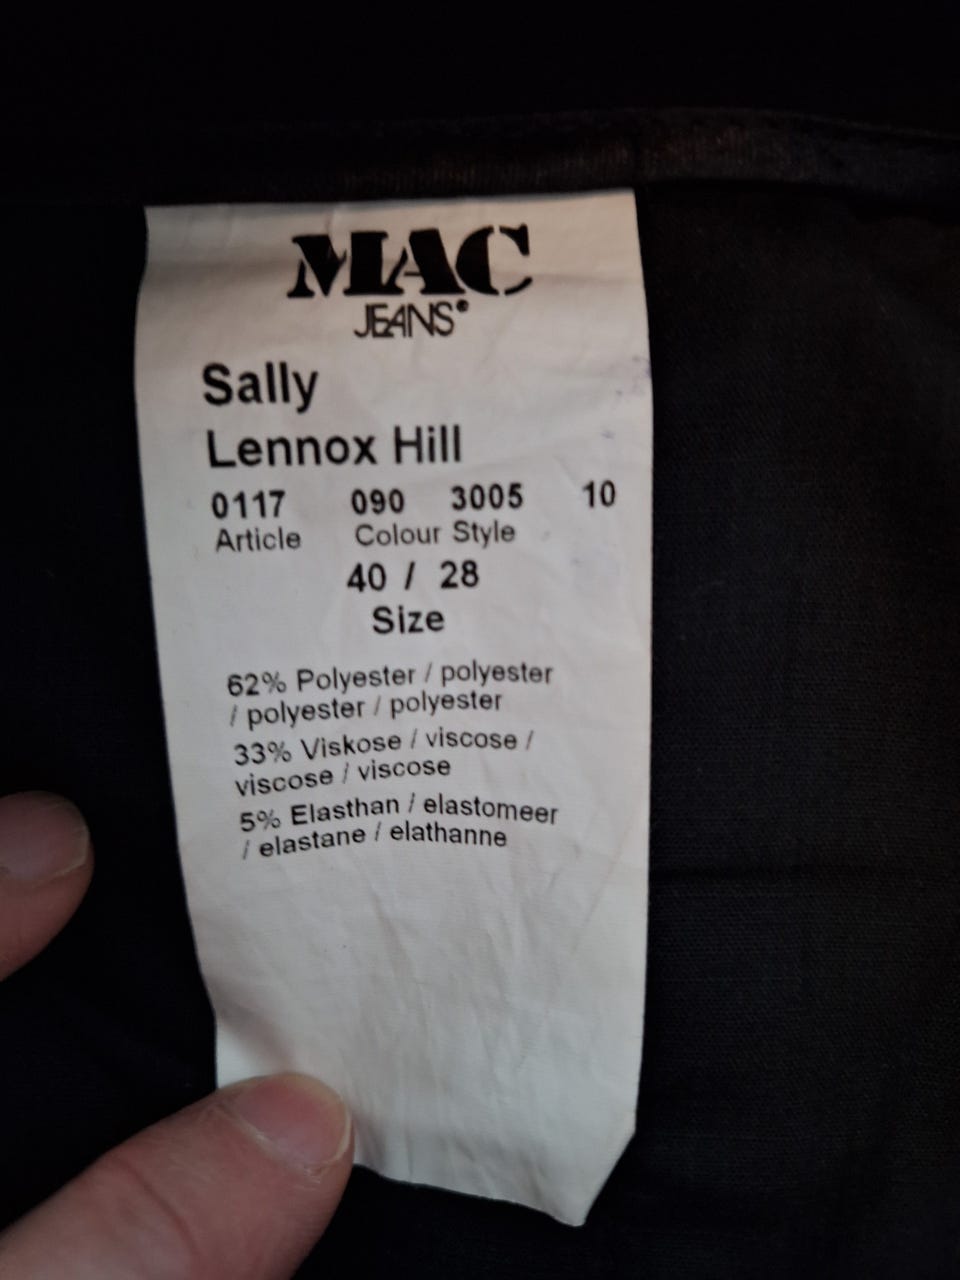 MAC
JEANS®
Sally
Lennox Hill
0117 090 3005 10
Article Colour Style
40 / 28
Size
62% Polyester / polyester
/ polyester / polyester
33% Viskose / viscose /
viscose / viscose
5% Elasthan / elastomeer
/ elastane / elathanne